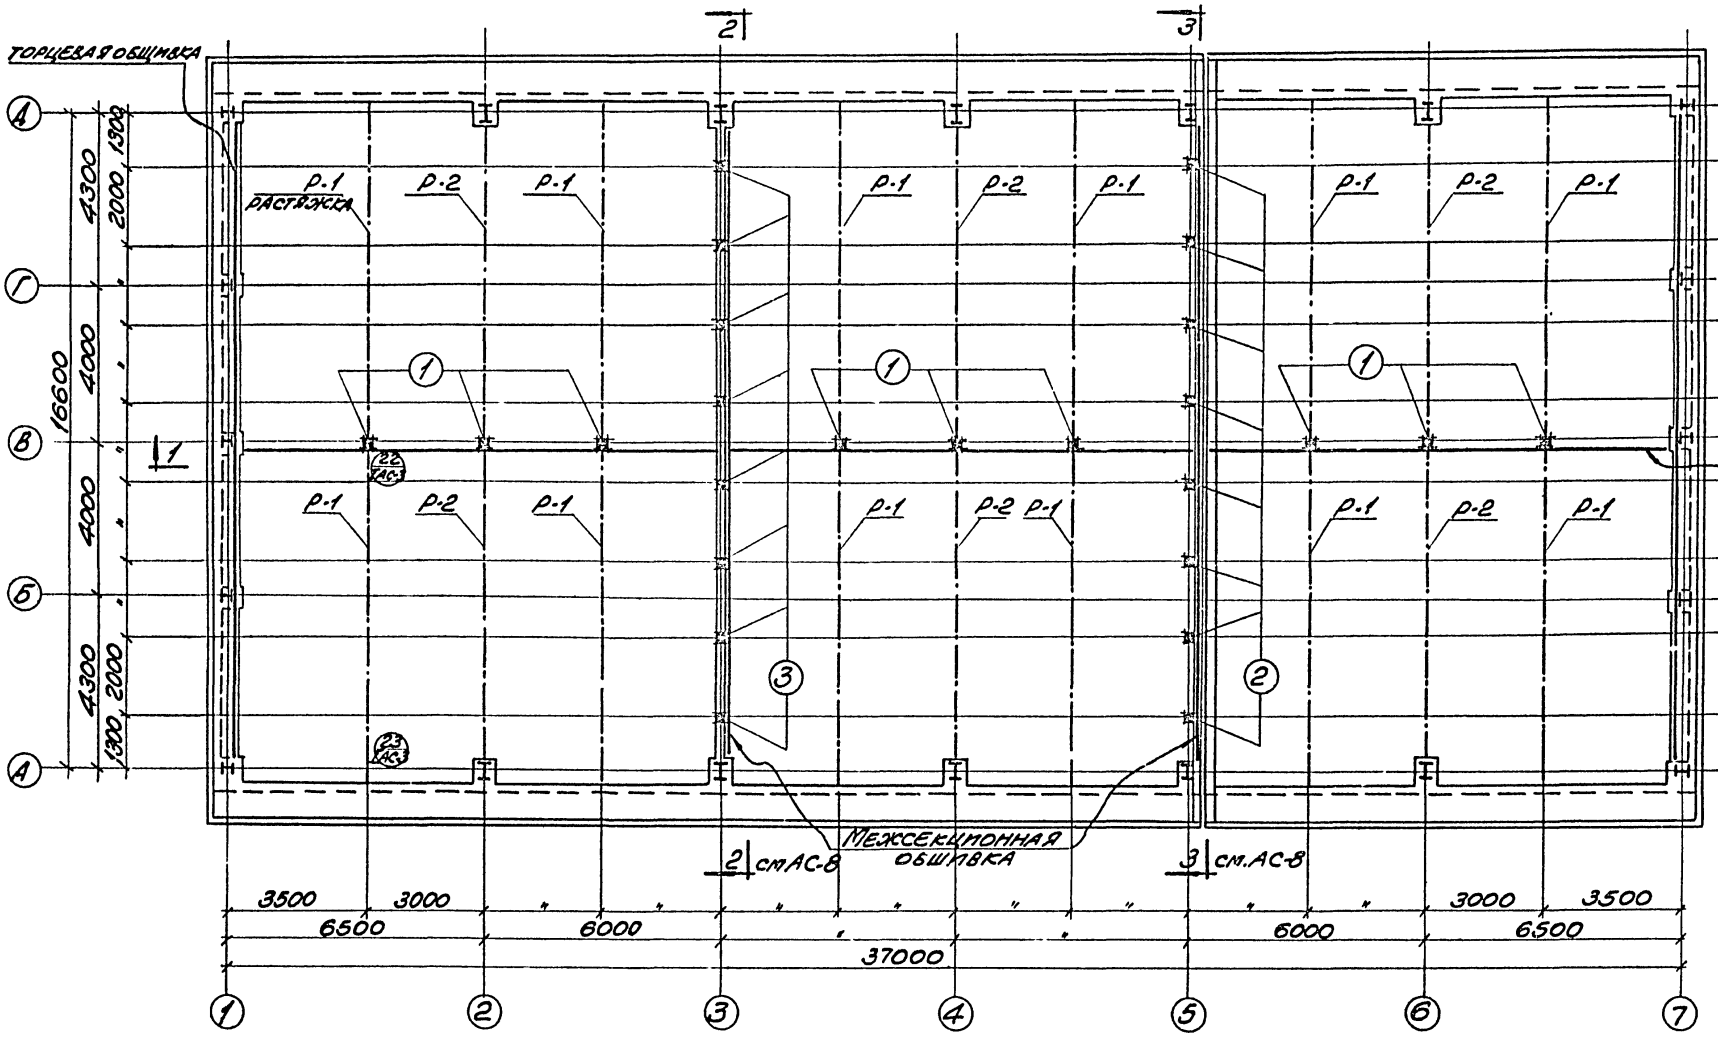 2 3
ТОРЦЕВАЯ ОБШИВКА
А
1300
4300
2000
Р-1 Р-2 Р-1 Р-1 Р-2 Р-1 Р-1 Р-2 Р-1
РАСТЯЖКА
Г "
4000 "
16600
1 1 1
В "
1
22
4000 "
Р-1 Р-2 Р-1 Р-1 Р-2 Р-1 Р-1 Р-2 Р-1
Б "
4300 2000
3 2
1300
23
А
МЕЖСЕКЦИОННАЯ
ОБШИВКА
2 см АС-8 3 см. АС-8
3500 3000 " " " " " " " " 3000 3500
6500 6000 " " 6000 6500
37000
1 2 3 4 5 6 7